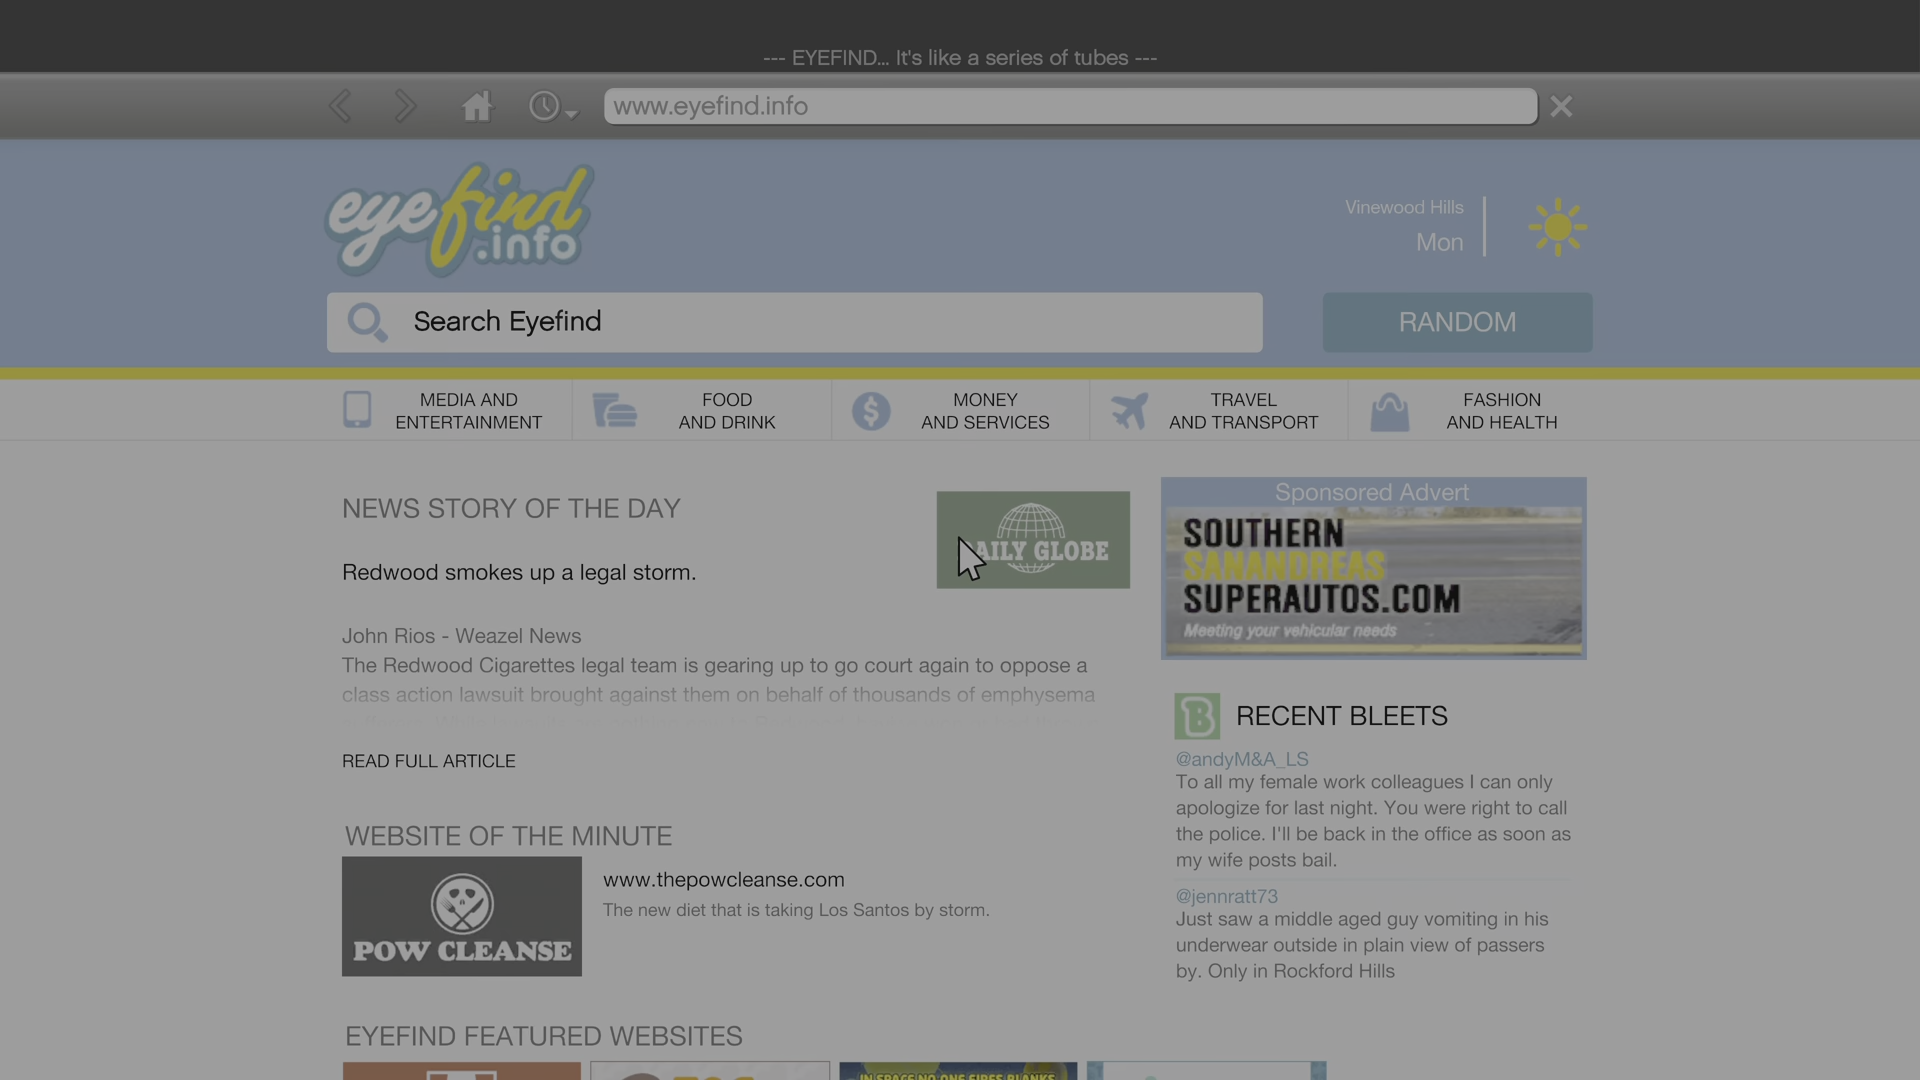 --- EYEFIND... It's like a series of tubes ---
www.eyefind.info
eyefind
.info
Vinewood Hills
Mon
Search Eyefind
RANDOM
MEDIA AND
ENTERTAINMENT
FOOD
AND DRINK
MONEY
AND SERVICES
TRAVEL
AND TRANSPORT
FASHION
AND HEALTH
NEWS STORY OF THE DAY
DAILY GLOBE
Redwood smokes up a legal storm.
John Rios - Weazel News
The Redwood Cigarettes legal team is gearing up to go court again to oppose a
class action lawsuit brought against them on behalf of thousands of emphysema
READ FULL ARTICLE
Sponsored Advert
SOUTHERN
SANANDREAS
SUPERAUTOS.COM
Meeting your vehicular needs
B RECENT BLEETS
@andyM&A_LS
To all my female work colleagues I can only
apologize for last night. You were right to call
the police. I'll be back in the office as soon as
my wife posts bail.
@jennratt73
Just saw a middle aged guy vomiting in his
underwear outside in plain view of passers
by. Only in Rockford Hills
WEBSITE OF THE MINUTE
POW CLEANSE
www.thepowcleanse.com
The new diet that is taking Los Santos by storm.
EYEFIND FEATURED WEBSITES
IN SPACE NO ONE FIRES BLANKS